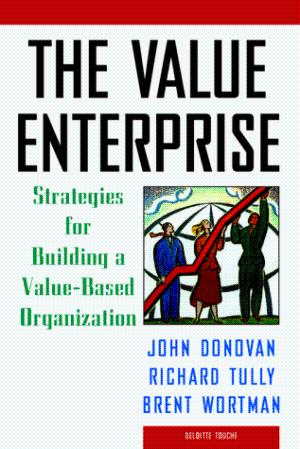 THE VALUE
ENTERPRISE
Strategies
for
Building a
Value-Based
Organization
JOHN DONOVAN
RICHARD TULLY
BRENT WORTMAN
DELOITTE TOUCHE